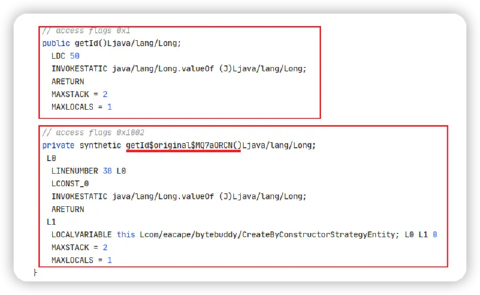 // access flags 0x1
public getId()Ljava/lang/Long;
LDC 50
INVOKESTATIC java/lang/Long.valueOf (J)Ljava/lang/Long;
ARETURN
MAXSTACK = 2
MAXLOCALS = 1
// access flags 0x1002
private synthetic getId$original$MQ7aORCN()Ljava/lang/Long;
L0
LINENUMBER 38 L0
LCONST_0
INVOKESTATIC java/lang/Long.valueOf (J)Ljava/lang/Long;
ARETURN
L1
LOCALVARIABLE this Lcom/eacape/bytebuddy/CreateByConstructorStrategyEntity; L0 L1 0
MAXSTACK = 2
MAXLOCALS = 1
}